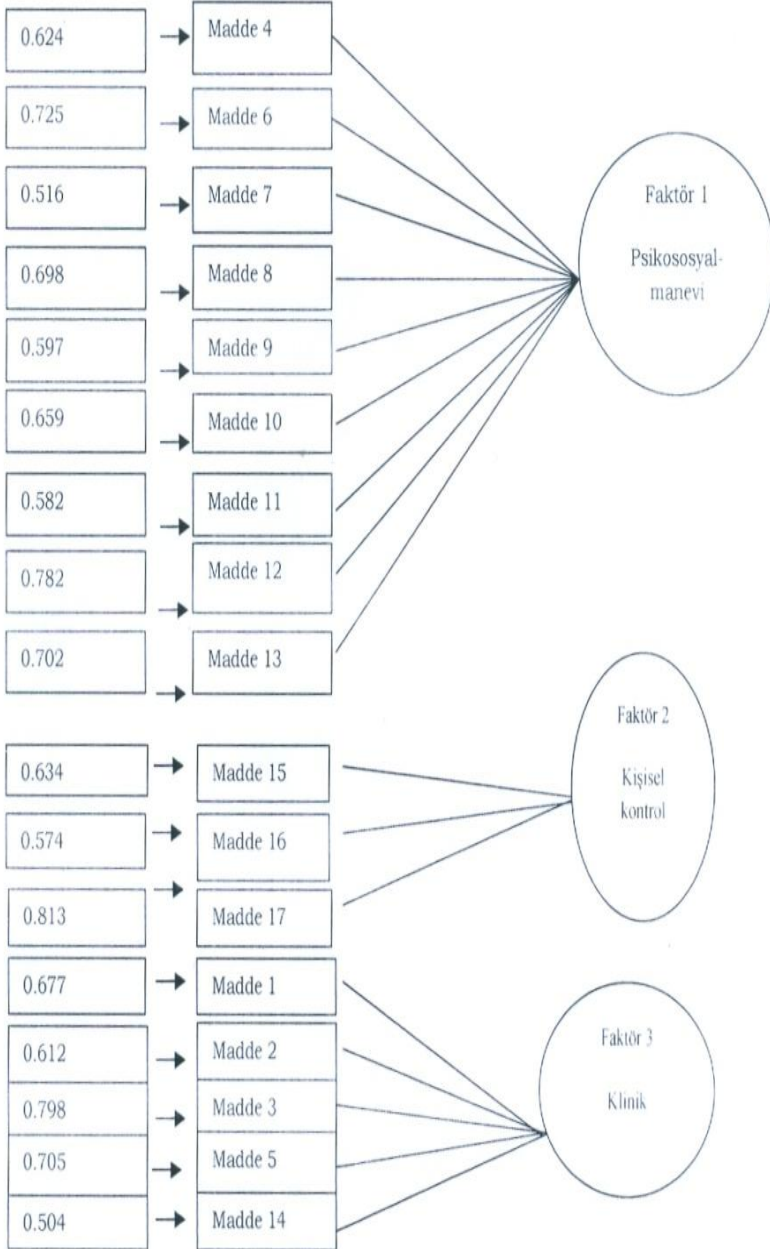 0.624 Madde 4
0.725 Madde 6
0.516 Madde 7
0.698 Madde 8
0.597 Madde 9
0.659 Madde 10
0.582 Madde 11
0.782 Madde 12
0.702 Madde 13
Faktör 1
Psikososyal-
manevi
0.634 Madde 15
0.574 Madde 16
0.813 Madde 17
Faktör 2
Kişisel
kontrol
0.677 Madde 1
0.612 Madde 2
0.798 Madde 3
0.705 Madde 5
0.504 Madde 14
Faktör 3
Klinik